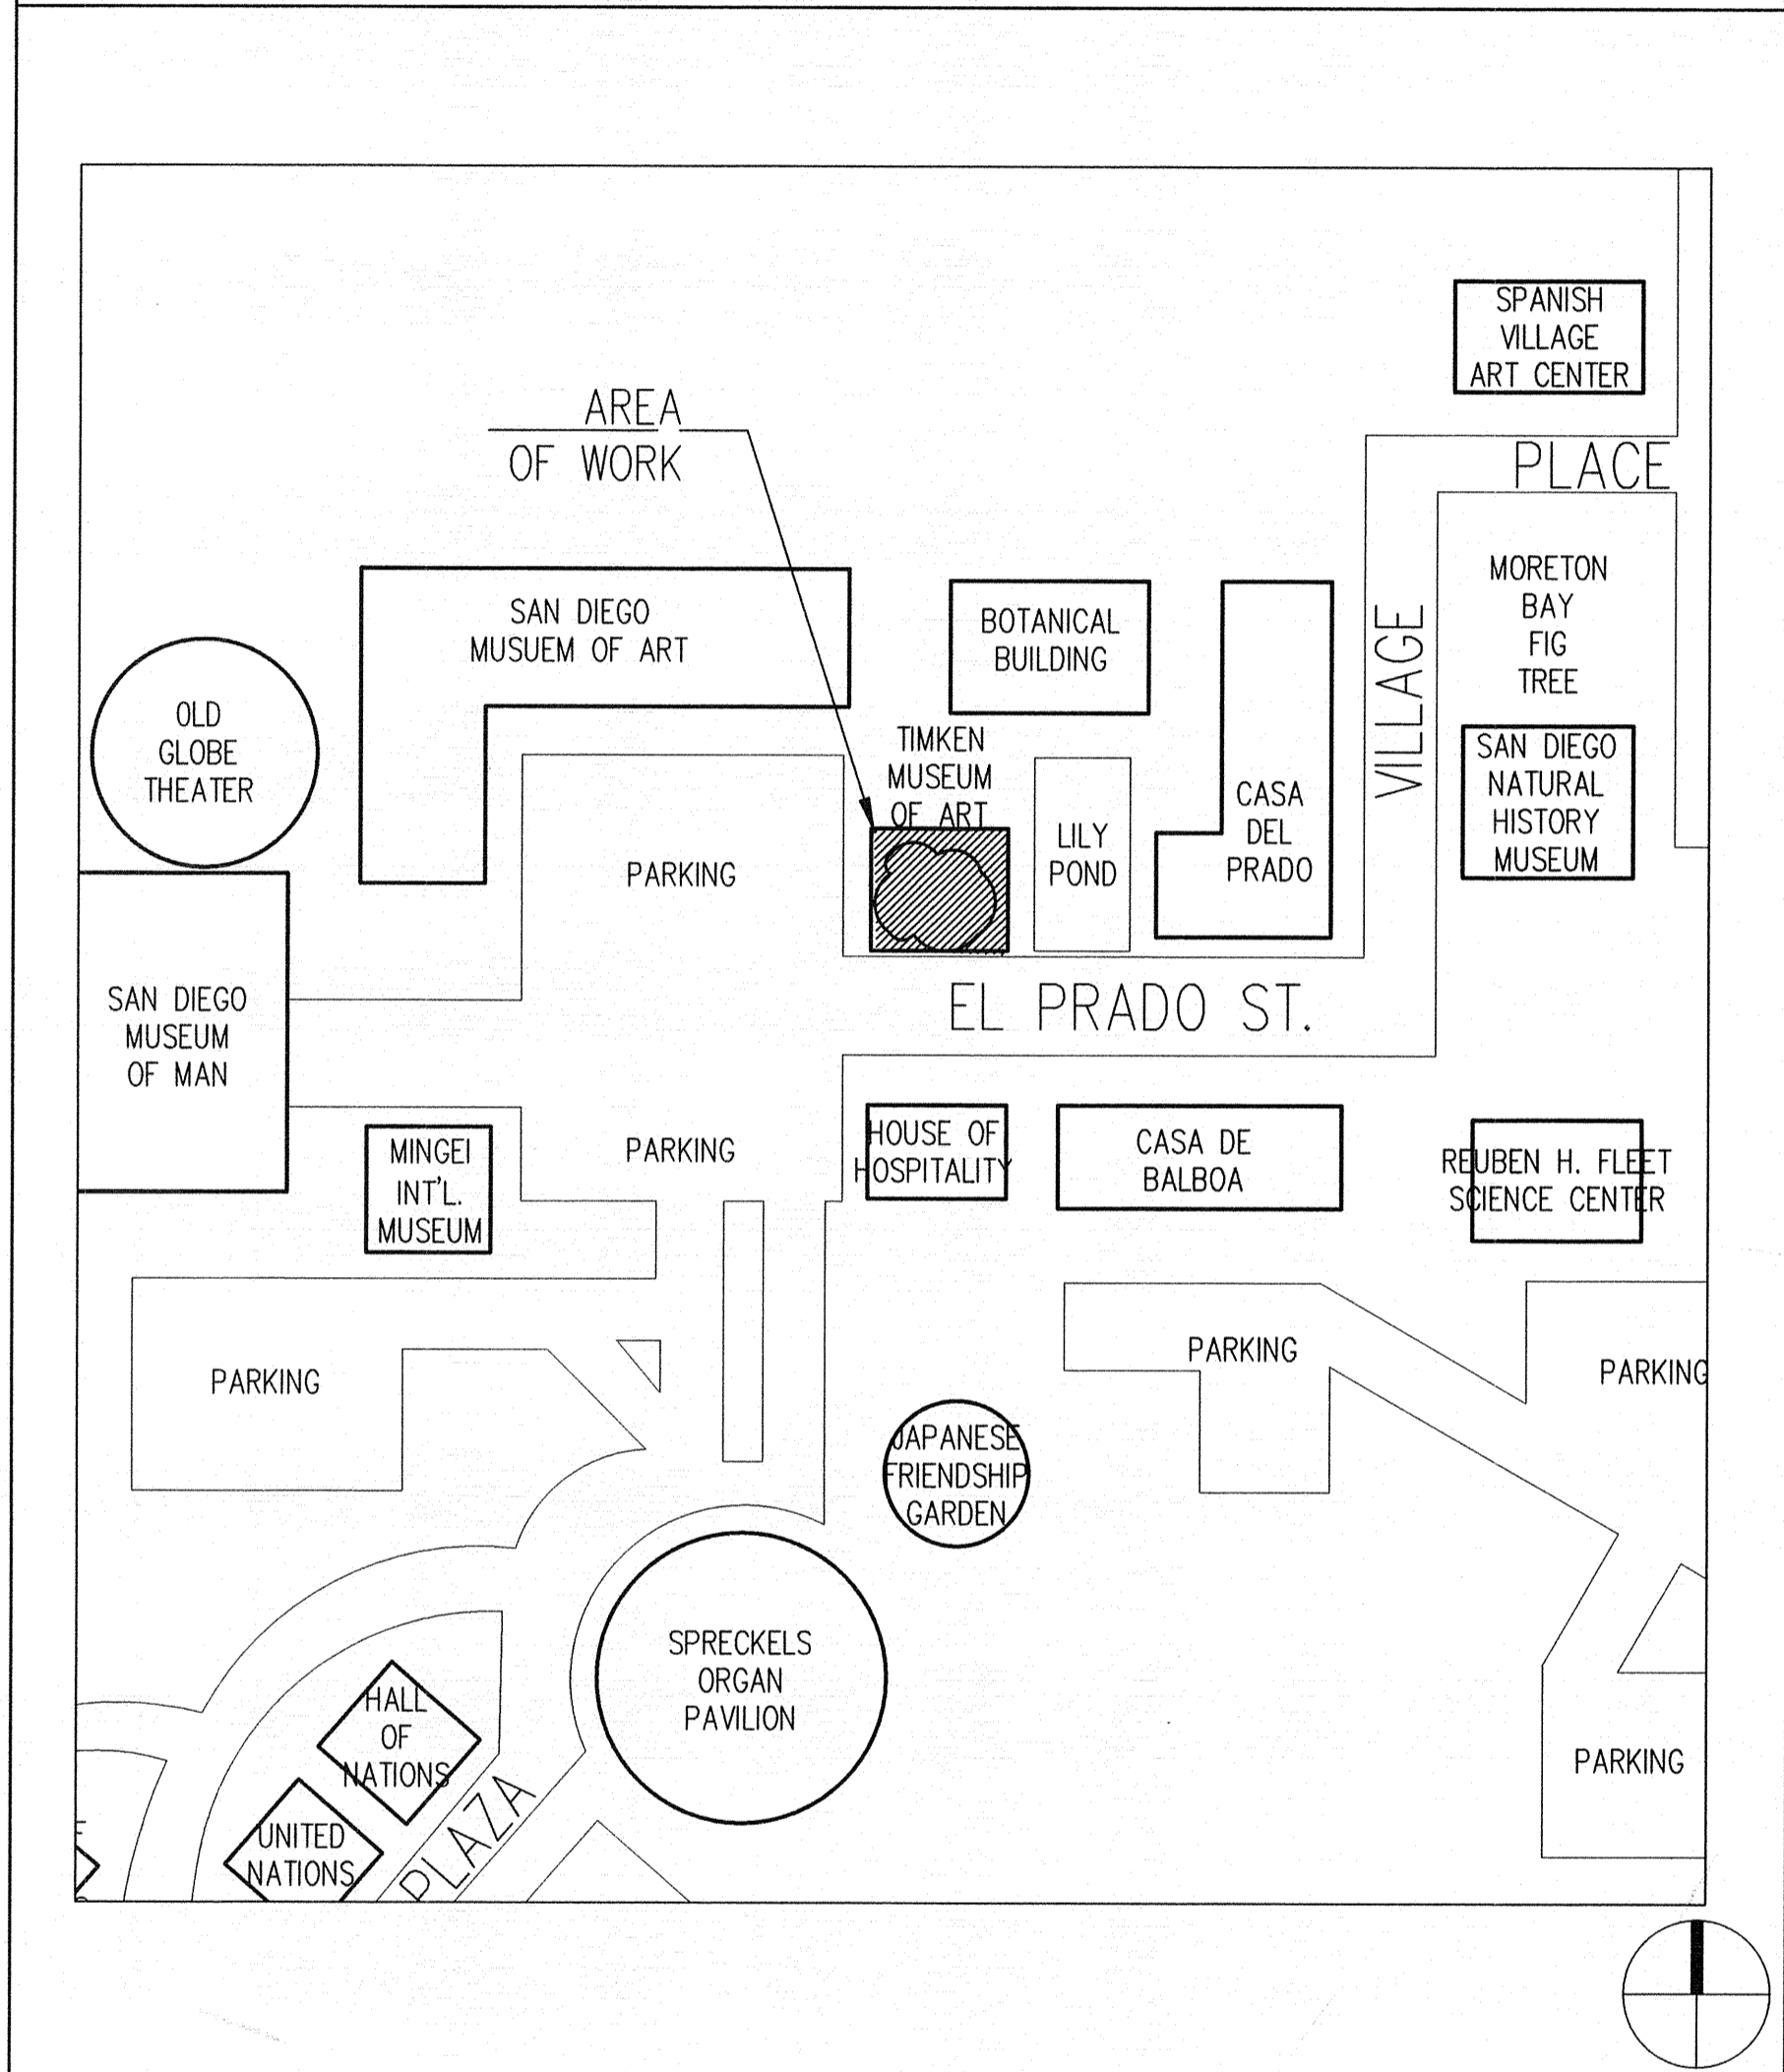 SPANISH
VILLAGE
ART CENTER
AREA
OF WORK
PLACE
MORETON
BAY
FIG
TREE
SAN DIEGO
MUSUEM OF ART
BOTANICAL
BUILDING
VILLAGE
OLD
GLOBE
THEATER
TIMKEN
MUSEUM
OF ART
SAN DIEGO
NATURAL
HISTORY
MUSEUM
CASA
DEL
PRADO
LILY
POND
PARKING
SAN DIEGO
MUSEUM
OF MAN
EL PRADO ST.
MINGEI
INT'L.
MUSEUM
PARKING
HOUSE OF
HOSPITALITY
CASA DE
BALBOA
REUBEN H. FLEET
SCIENCE CENTER
PARKING
PARKING
PARKING
JAPANESE
FRIENDSHIP
GARDEN
SPRECKELS
ORGAN
PAVILION
HALL
OF
NATIONS
PARKING
UNITED
NATIONS
PLAZA